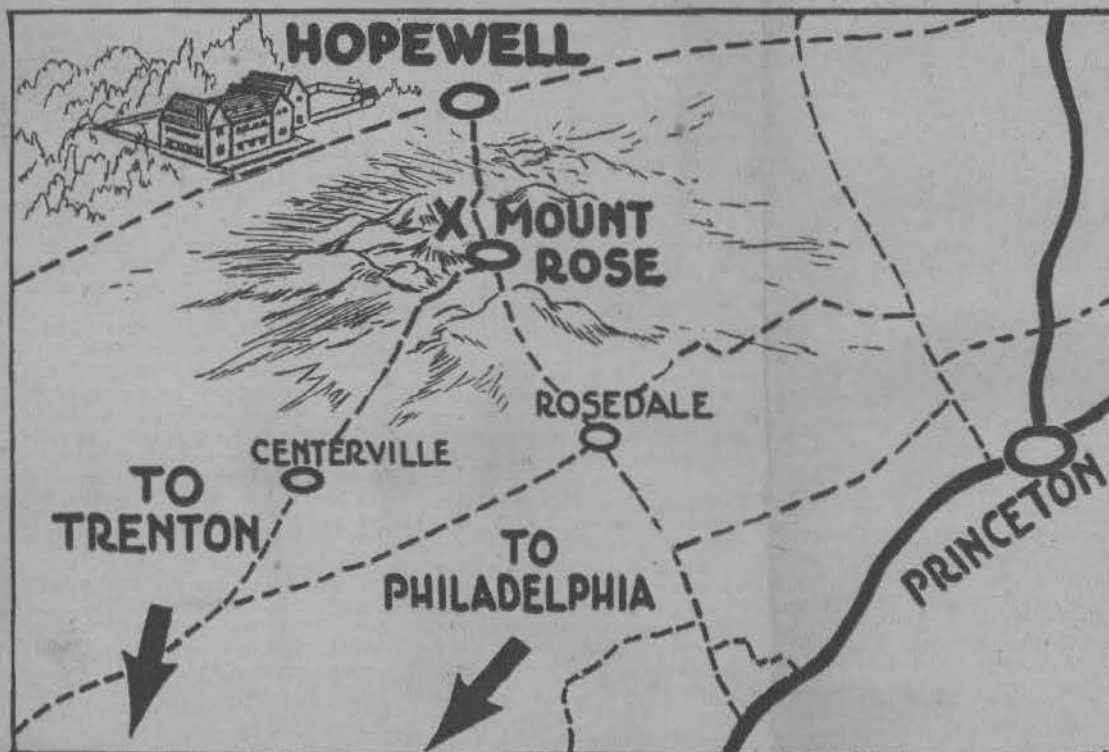 HOPEWELL
X MOUNT
ROSE
ROSEDALE
CENTERVILLE
TO
TRENTON
TO
PHILADELPHIA
PRINCETON